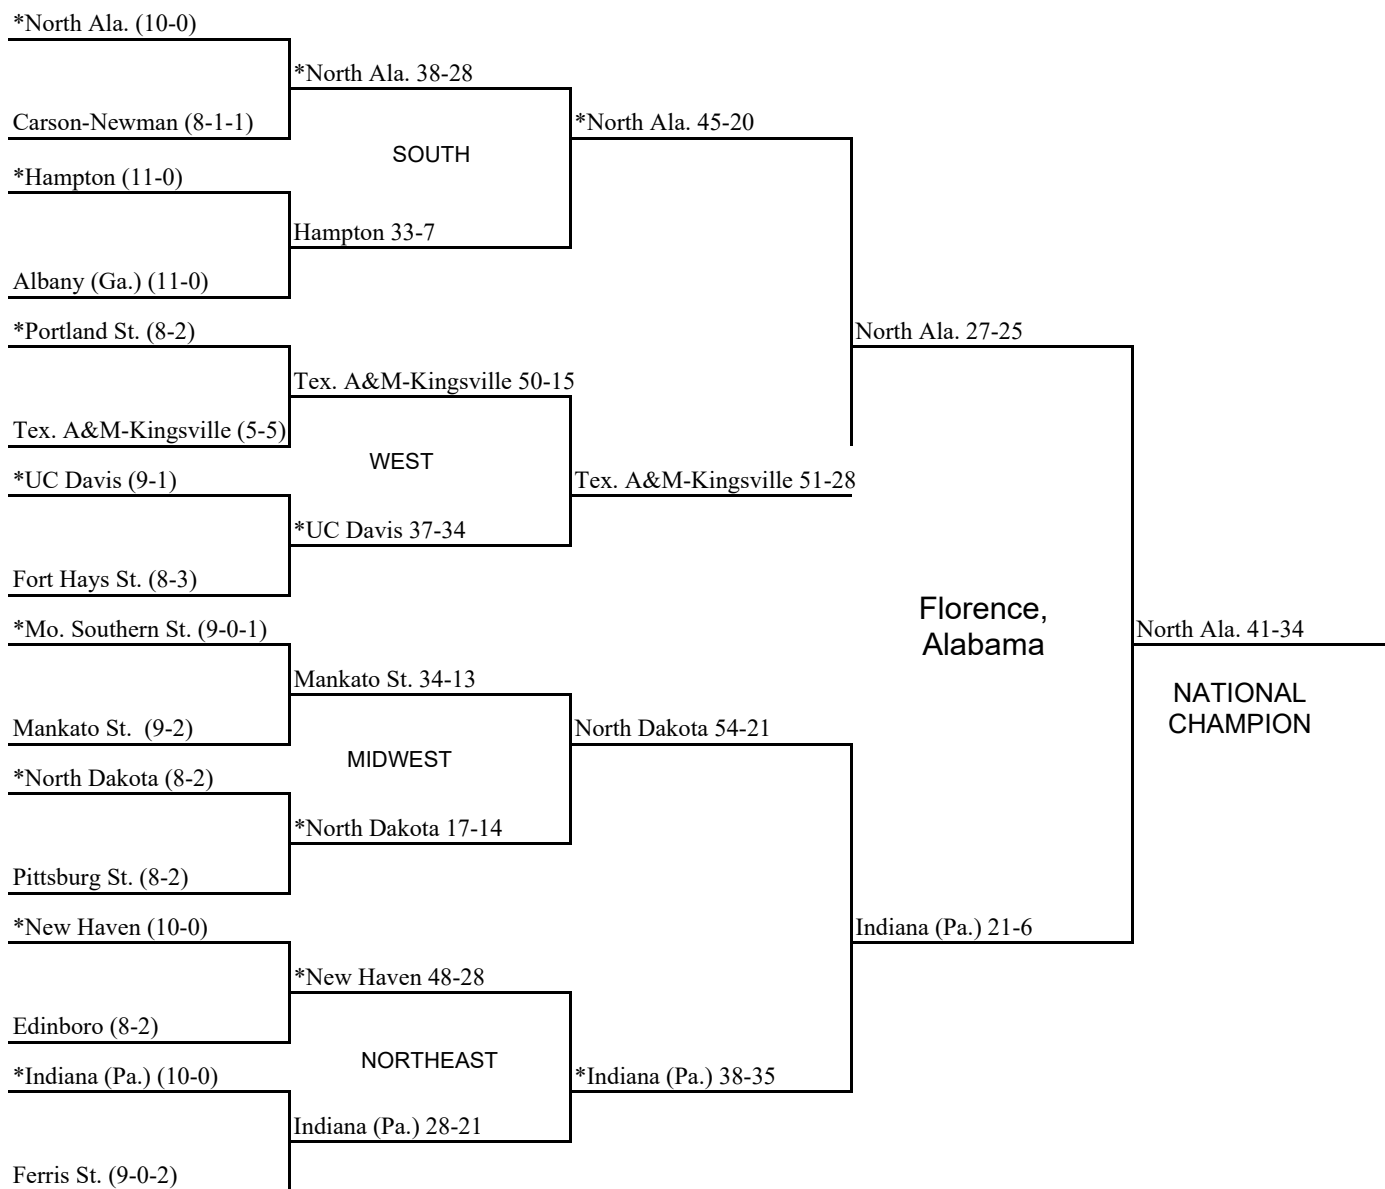 *North Ala. (10-0)
*North Ala. 38-28
Carson-Newman (8-1-1)
*North Ala. 45-20
SOUTH
*Hampton (11-0)
Hampton 33-7
Albany (Ga.) (11-0)
*Portland St. (8-2)
North Ala. 27-25
Tex. A&M-Kingsville 50-15
Tex. A&M-Kingsville (5-5)
WEST
*UC Davis (9-1)
Tex. A&M-Kingsville 51-28
*UC Davis 37-34
Fort Hays St. (8-3)
Florence,
Alabama
*Mo. Southern St. (9-0-1)
North Ala. 41-34
Mankato St. 34-13
NATIONAL
CHAMPION
Mankato St.  (9-2)
North Dakota 54-21
MIDWEST
*North Dakota (8-2)
*North Dakota 17-14
Pittsburg St. (8-2)
*New Haven (10-0)
Indiana (Pa.) 21-6
*New Haven 48-28
Edinboro (8-2)
NORTHEAST
*Indiana (Pa.) (10-0)
*Indiana (Pa.) 38-35
Indiana (Pa.) 28-21
Ferris St. (9-0-2)